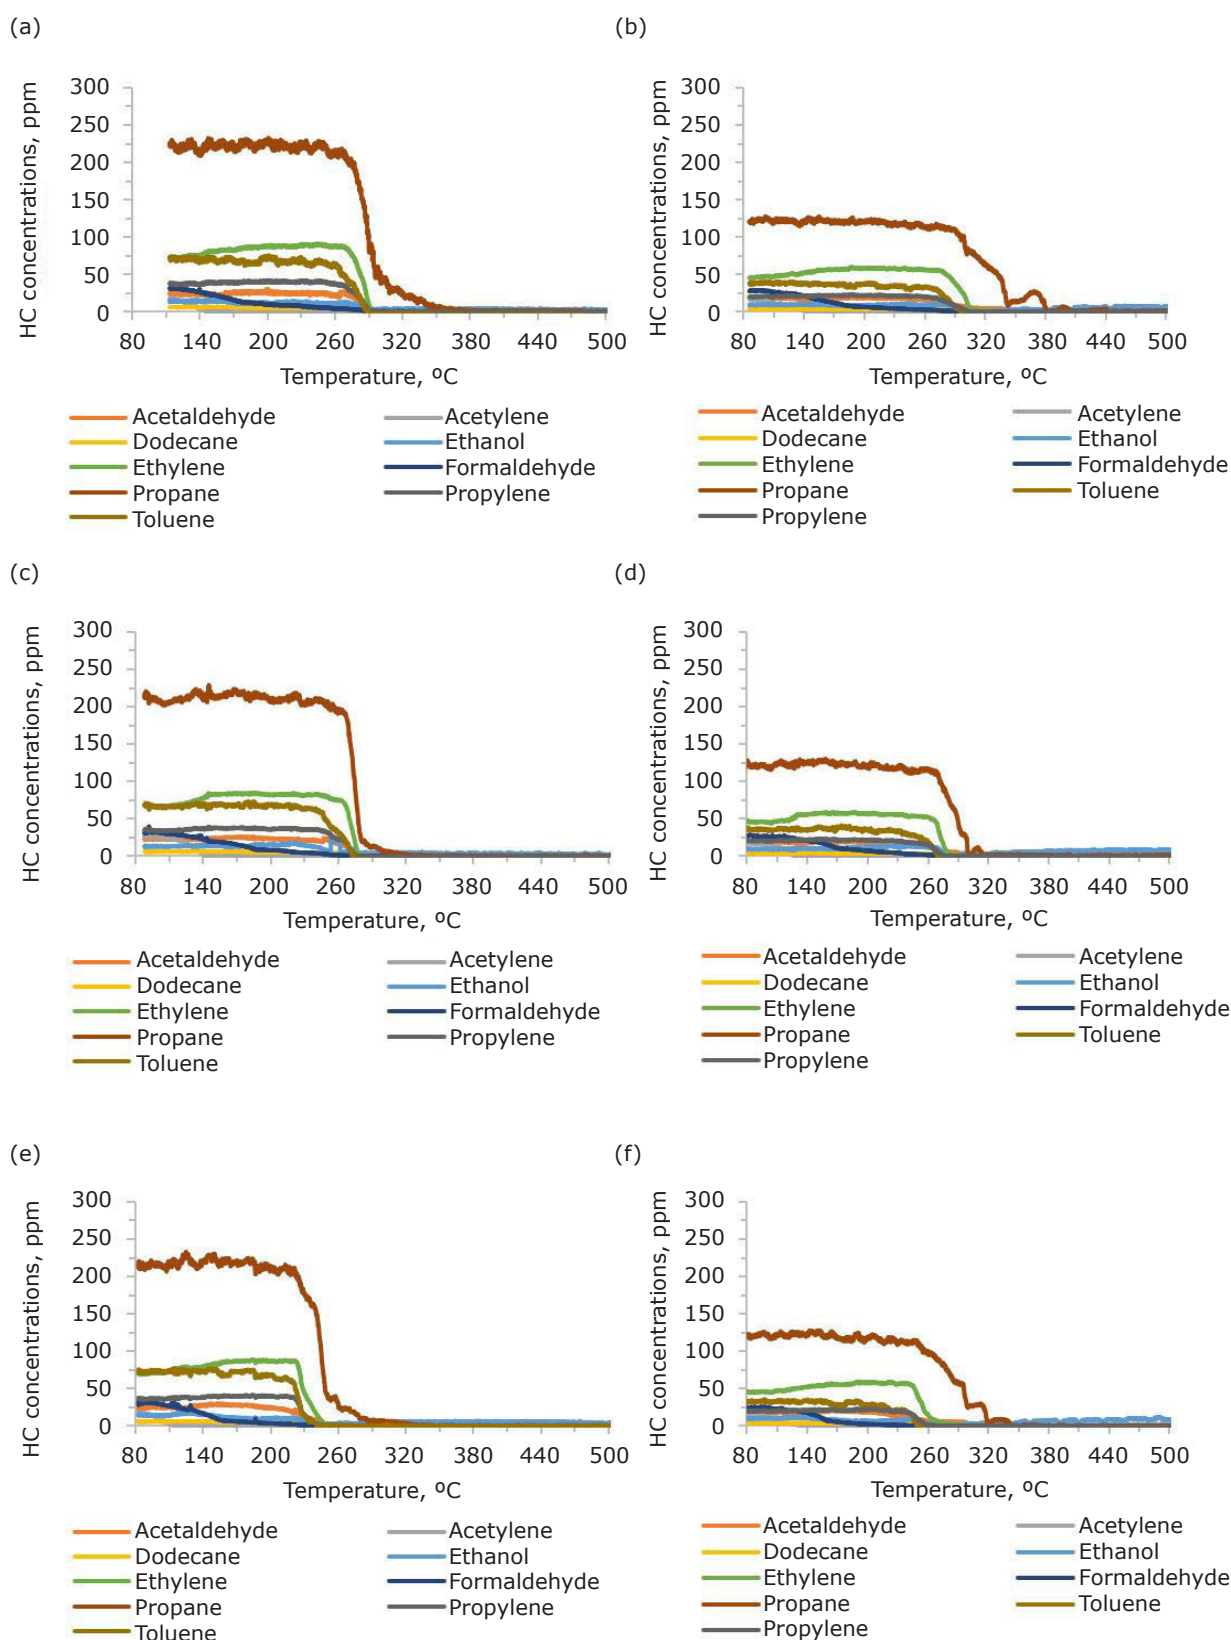 (a)
HC concentrations, ppm
300
250
200
150
100
50
0
80 140 200 260 320 380 440 500
Temperature, ºC
Acetaldehyde Acetylene
Dodecane Ethanol
Ethylene Formaldehyde
Propane Propylene
Toluene
(b)
HC concentrations, ppm
300
250
200
150
100
50
0
80 140 200 260 320 380 440 500
Temperature, ºC
Acetaldehyde Acetylene
Dodecane Ethanol
Ethylene Formaldehyde
Propane Toluene
Propylene
(c)
HC concentrations, ppm
300
250
200
150
100
50
0
80 140 200 260 320 380 440 500
Temperature, ºC
Acetaldehyde Acetylene
Dodecane Ethanol
Ethylene Formaldehyde
Propane Propylene
Toluene
(d)
HC concentrations, ppm
300
250
200
150
100
50
0
80 140 200 260 320 380 440 500
Temperature, ºC
Acetaldehyde Acetylene
Dodecane Ethanol
Ethylene Formaldehyde
Propane Toluene
Propylene
(e)
HC concentrations, ppm
300
250
200
150
100
50
0
80 140 200 260 320 380 440 500
Temperature, ºC
Acetaldehyde Acetylene
Dodecane Ethanol
Ethylene Formaldehyde
Propane Propylene
Toluene
(f)
HC concentrations, ppm
300
250
200
150
100
50
0
80 140 200 260 320 380 440 500
Temperature, ºC
Acetaldehyde Acetylene
Dodecane Ethanol
Ethylene Formaldehyde
Propane Toluene
Propylene